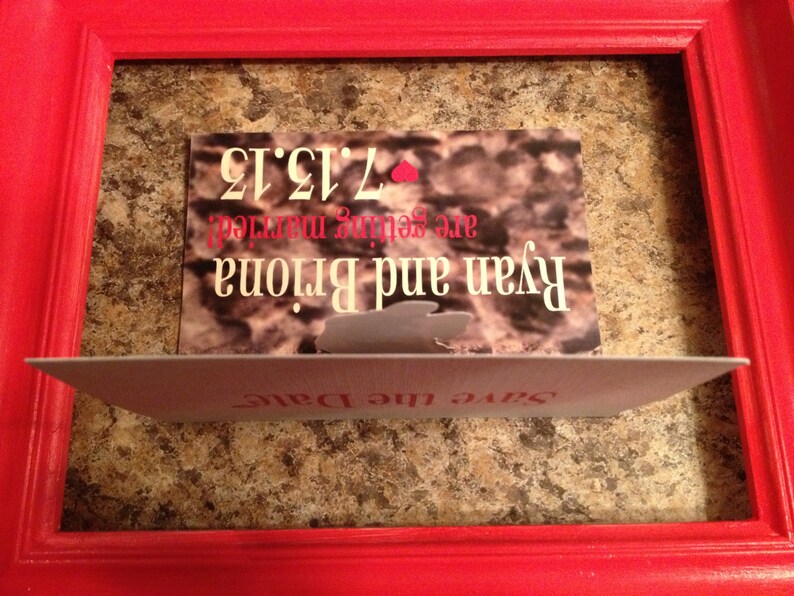 Save the Date
Ryan and Briona
are getting married!
7.13.13